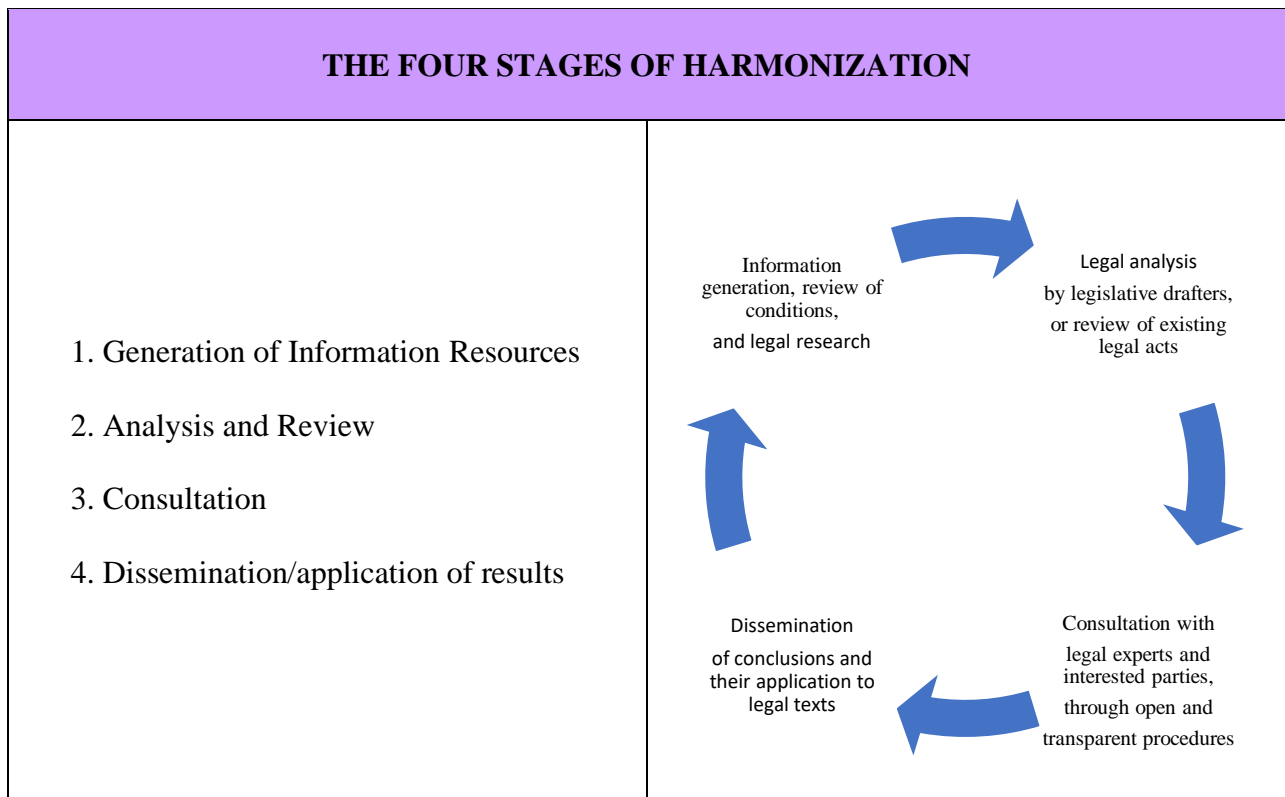 THE FOUR STAGES OF HARMONIZATION
1. Generation of Information Resources
2. Analysis and Review
3. Consultation
4. Dissemination/application of results
Information
generation, review of
conditions,
and legal research
Legal analysis
by legislative drafters,
or review of existing
legal acts
Consultation with
legal experts and
interested parties,
through open and
transparent procedures
Dissemination
of conclusions and
their application to
legal texts